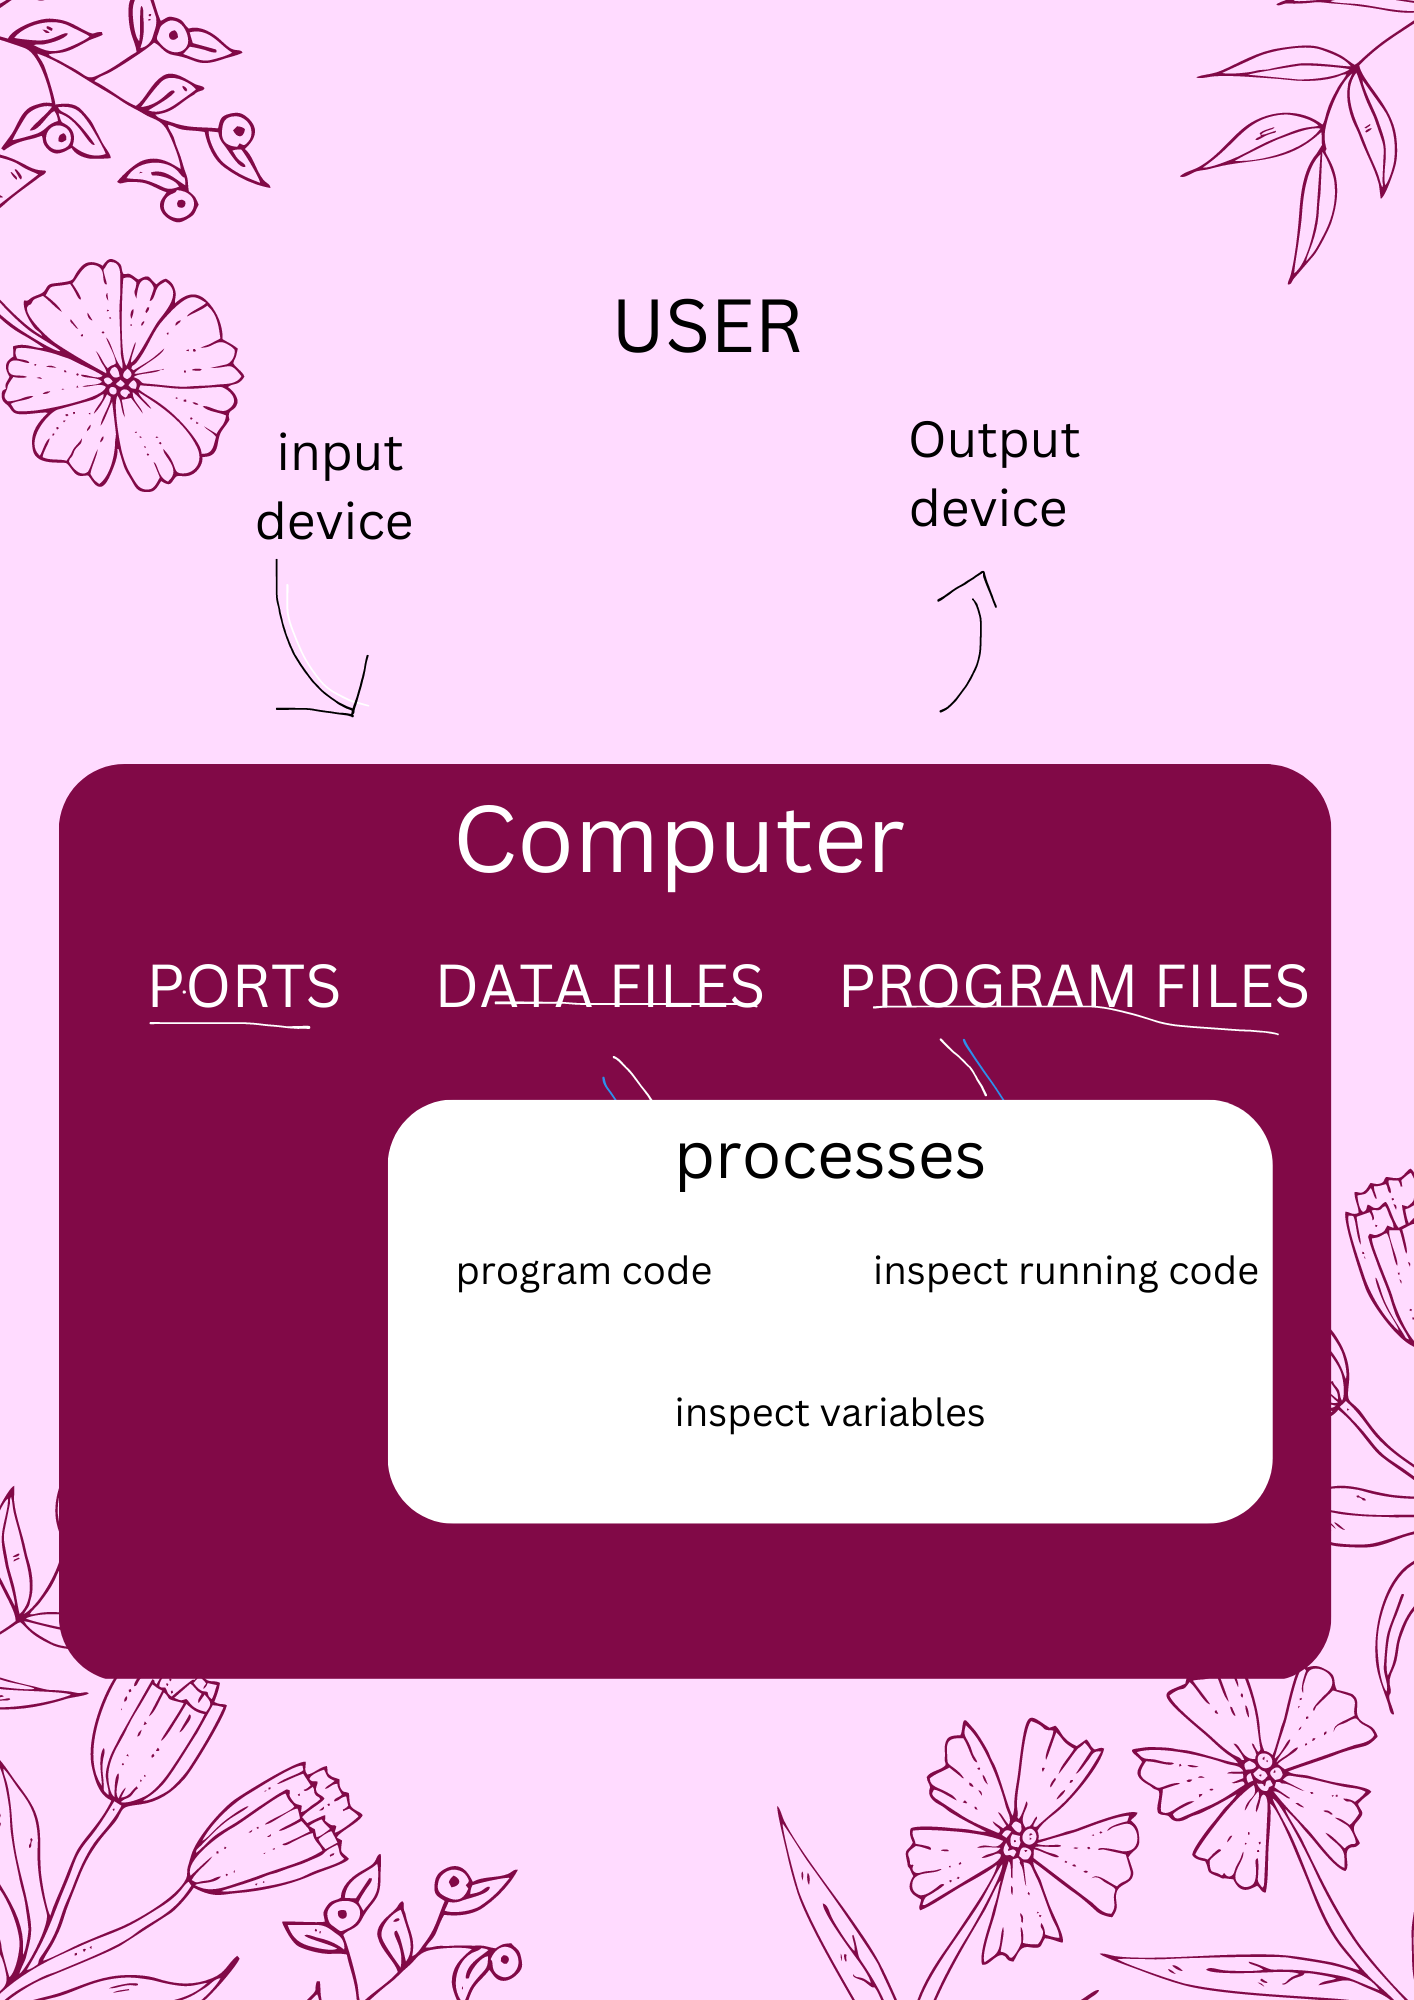 USER
input
device
Output
device
Computer
PORTS
DATA FILES
PROGRAM FILES
processes
program code
inspect running code
inspect variables